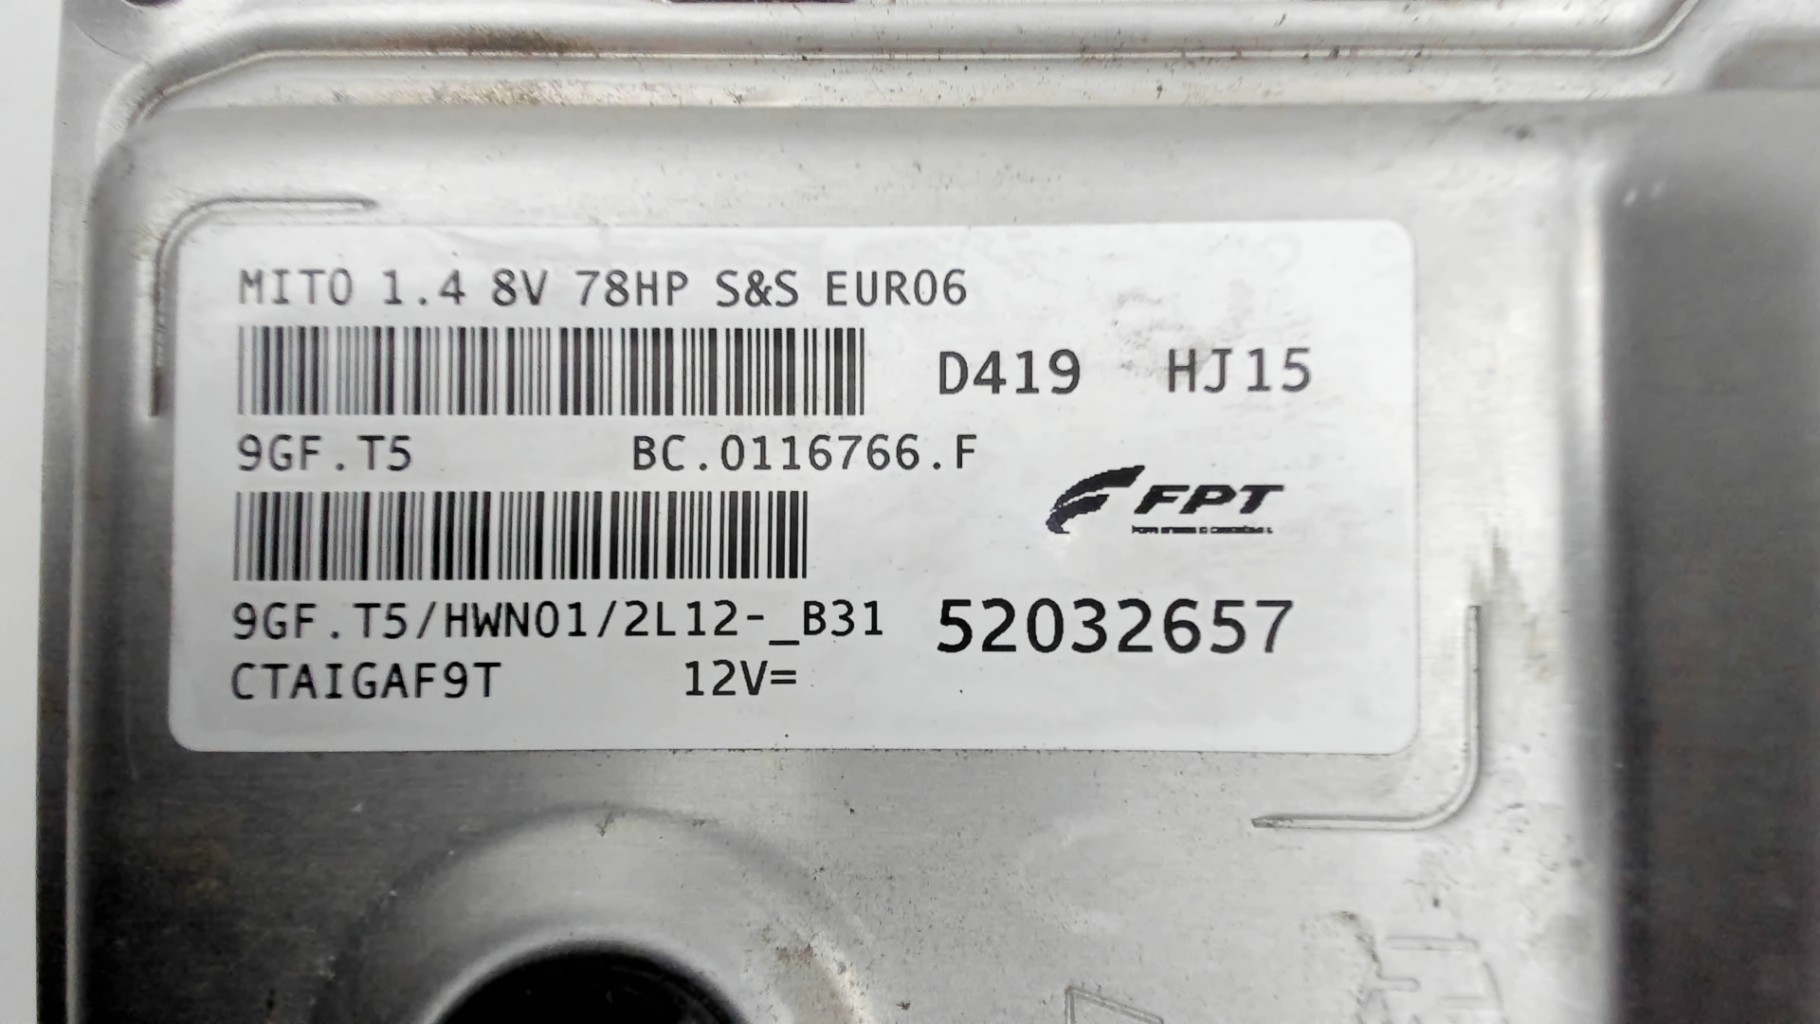 MITO 1.4 8V 78HP S&S EURO6
D419 HJ15
9GF.T5 BC.0116766.F
FPT
9GF.T5/HWN01/2L12-_B31
52032657
CTAIGAF9T 12V=